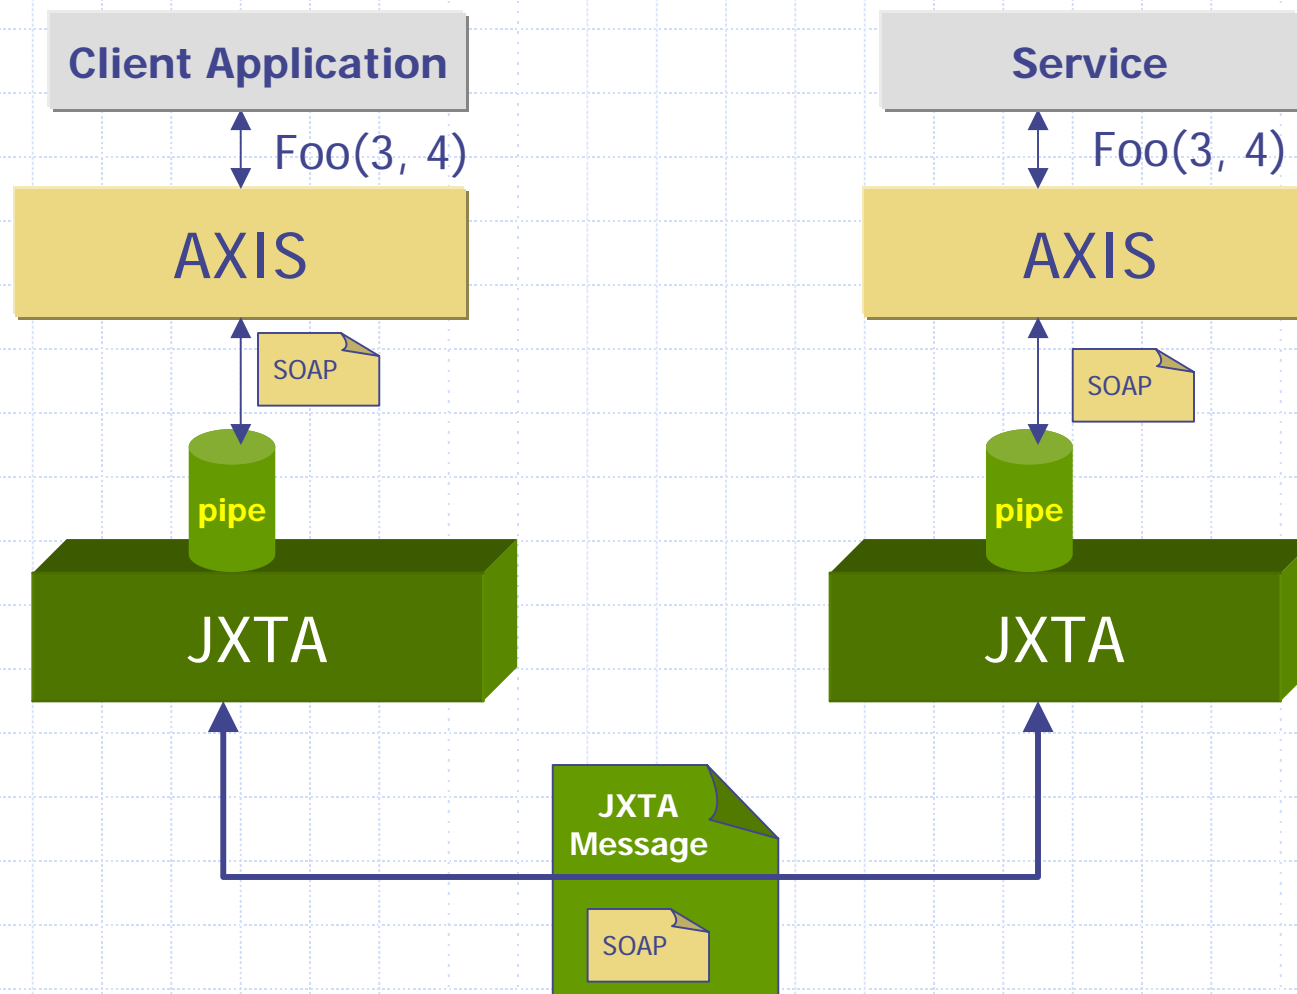 Client Application
Service
Foo(3, 4)
Foo(3, 4)
AXIS
AXIS
SOAP
SOAP
pipe
pipe
JXTA
JXTA
JXTA
Message
SOAP